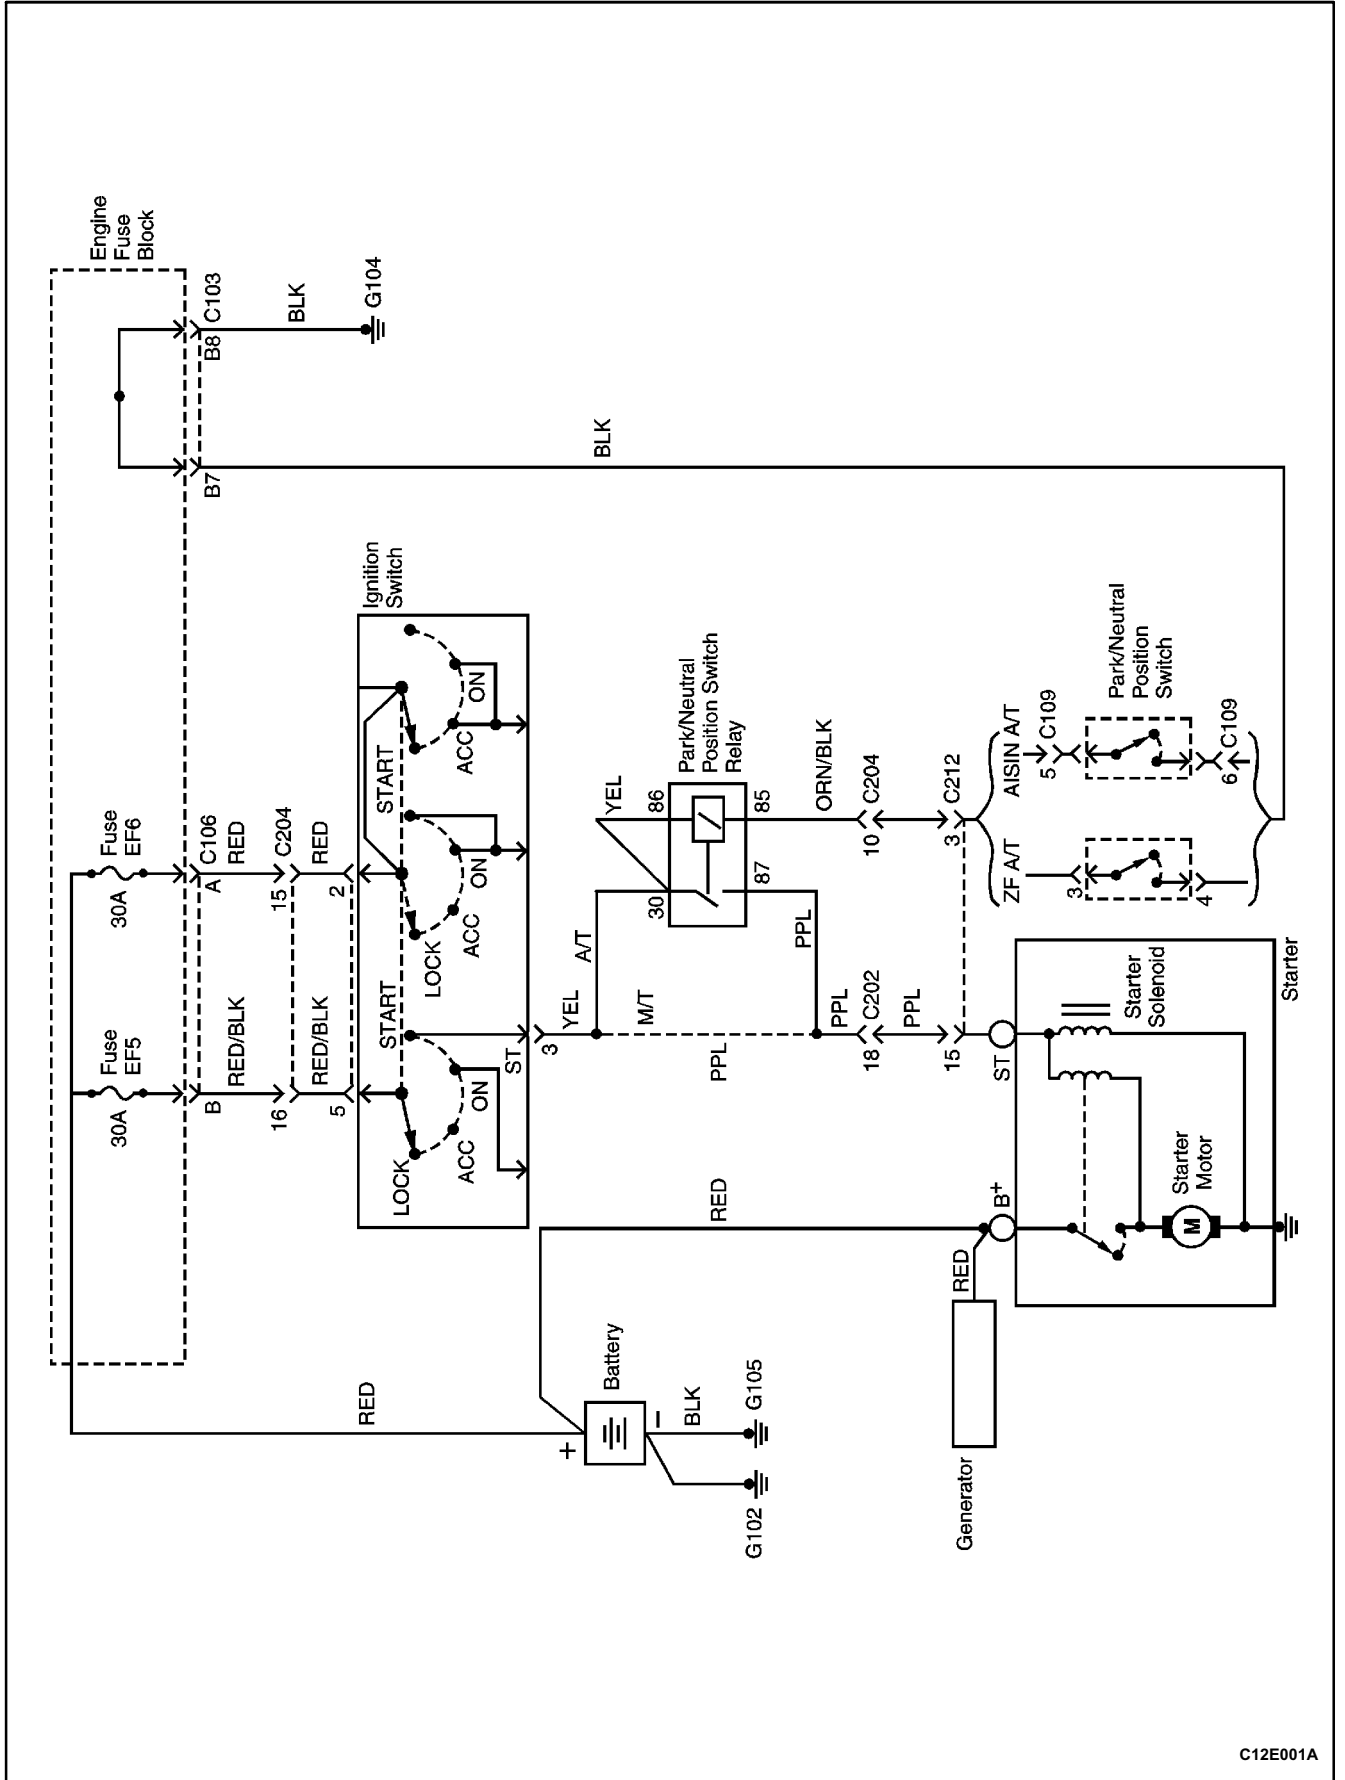 Engine
Fuse
Block
Fuse
EF5
30A
Fuse
EF6
30A
B
A
C106
B7
B8
C103
RED/BLK
RED
BLK
G104
16
15
C204
RED/BLK
RED
5
2
RED
BLK
Ignition
Switch
LOCK
START
ACC
ON
LOCK
START
ACC
ON
ACC
ON
ST
3
YEL
A/T
M/T
YEL
30
86
Park/Neutral
Position Switch
Relay
87
85
PPL
PPL
PPL
ORN/BLK
18
C202
10
C204
PPL
15
3
C212
+
Battery
–
BLK
G102
G105
RED
Generator
RED
B+
ST
Starter
Solenoid
Starter
Motor
M
Starter
ZF A/T
AISIN A/T
3
5
C109
Park/Neutral
Position
Switch
4
6
C109
C12E001A